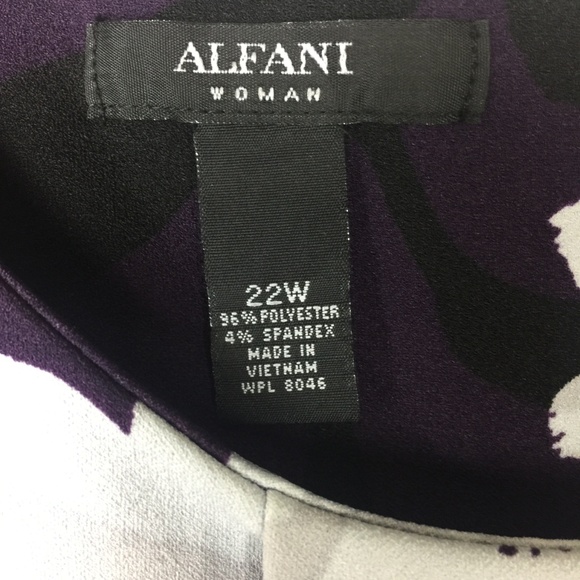 ALFANI
WOMAN
22W
96% POLYESTER
4% SPANDEX
MADE IN
VIETNAM
WPL 8046